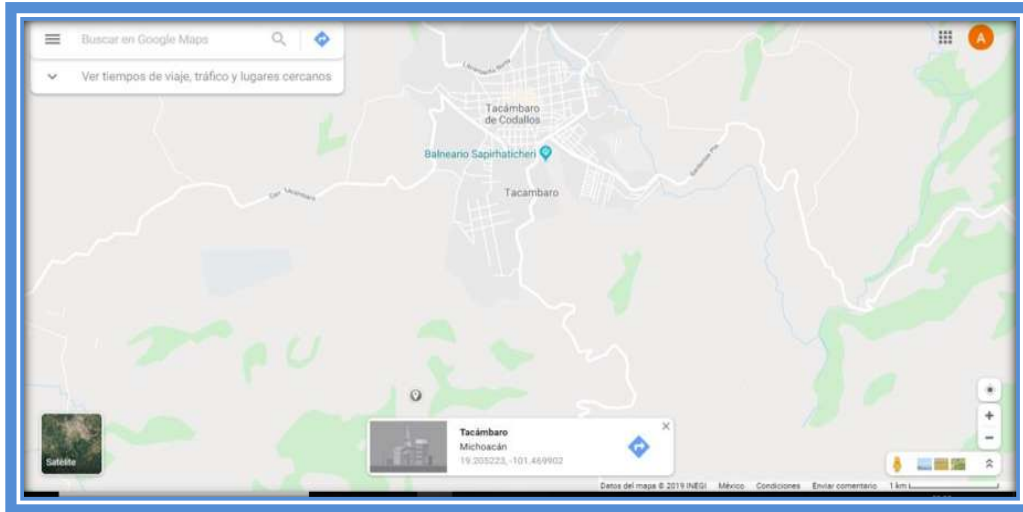 Buscar en Google Maps
A
Ver tiempos de viaje, tráfico y lugares cercanos
Tacámbaro
de Codallos
Balneario Sapirhaticheri
Tacambaro
Tacámbaro
Michoacán
19.205223, -101.469902
Satélite
Datos del mapa © 2019 INEGI México Condiciones Enviar comentario 1 km